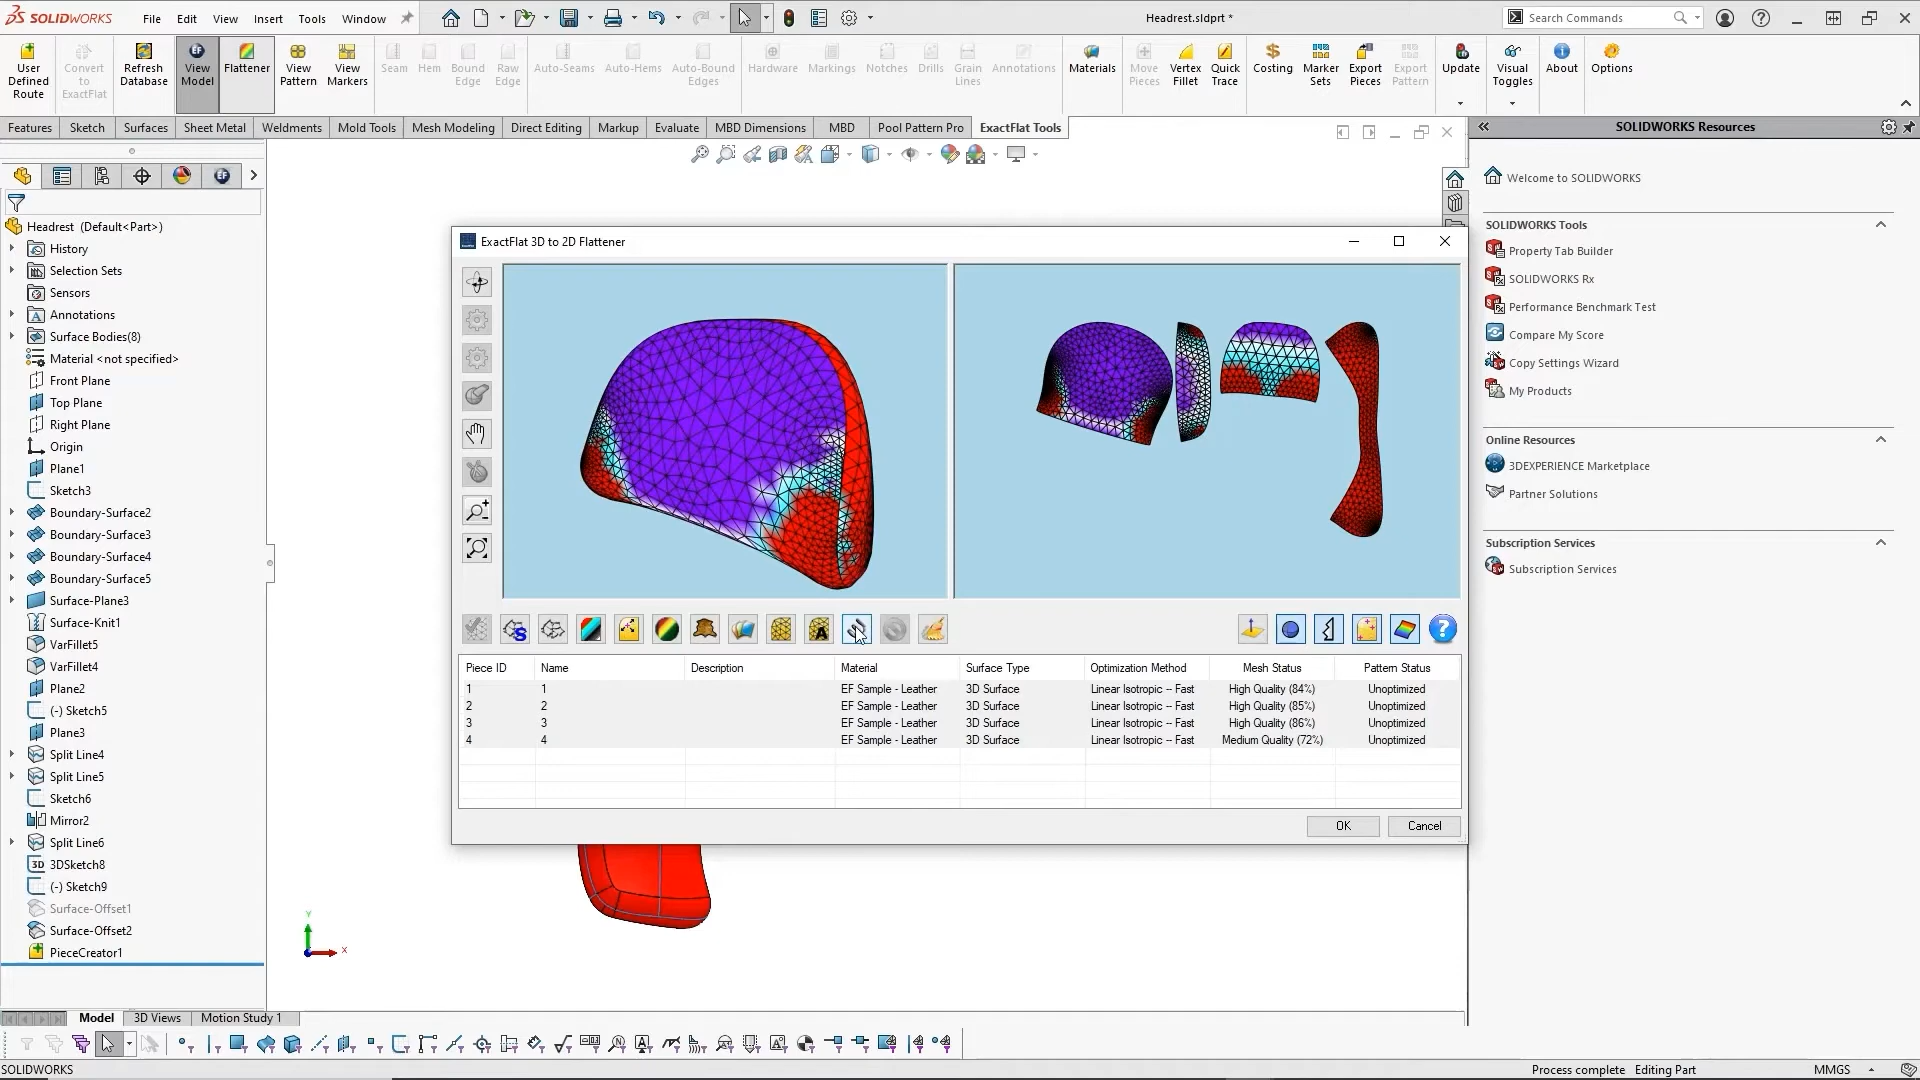 SOLIDWORKS File Edit View Insert Tools Window Headrest.sldprt * Search Commands
User Defined Route
Convert to ExactFlat
Refresh Database
View Model
Flattener
View Pattern
View Markers
Seam
Hem
Bound Edge
Raw Edge
Auto-Seams
Auto-Hems
Auto-Bound Edges
Hardware
Markings
Notches
Drills
Grain Lines
Annotations
Materials
Move Pieces
Vertex Fillet
Quick Trace
Costing
Marker Sets
Export Pieces
Export Pattern
Update
Visual Toggles
About
Options
Features Sketch Surfaces Sheet Metal Weldments Mold Tools Mesh Modeling Direct Editing Markup Evaluate MBD Dimensions MBD Pool Pattern Pro ExactFlat Tools
SOLIDWORKS Resources
Headrest (Default<Part>)
History
Selection Sets
Sensors
Annotations
Surface Bodies(8)
Material <not specified>
Front Plane
Top Plane
Right Plane
Origin
Plane1
Sketch3
Boundary-Surface2
Boundary-Surface3
Boundary-Surface4
Boundary-Surface5
Surface-Plane3
Surface-Knit1
VarFillet5
VarFillet4
Plane2
(-) Sketch5
Plane3
Split Line4
Split Line5
Sketch6
Mirror2
Split Line6
3D 3DSketch8
(-) Sketch9
Surface-Offset1
Surface-Offset2
PieceCreator1
ExactFlat 3D to 2D Flattener
Piece ID Name Description Material Surface Type Optimization Method Mesh Status Pattern Status
1 1 EF Sample - Leather 3D Surface Linear Isotropic -- Fast High Quality (84%) Unoptimized
2 2 EF Sample - Leather 3D Surface Linear Isotropic -- Fast High Quality (85%) Unoptimized
3 3 EF Sample - Leather 3D Surface Linear Isotropic -- Fast High Quality (86%) Unoptimized
4 4 EF Sample - Leather 3D Surface Linear Isotropic -- Fast Medium Quality (72%) Unoptimized
OK Cancel
Y
X
Welcome to SOLIDWORKS
SOLIDWORKS Tools
Property Tab Builder
SOLIDWORKS Rx
Performance Benchmark Test
Compare My Score
Copy Settings Wizard
My Products
Online Resources
3DEXPERIENCE Marketplace
Partner Solutions
Subscription Services
Subscription Services
Model 3D Views Motion Study 1
SOLIDWORKS Process complete Editing Part MMGS